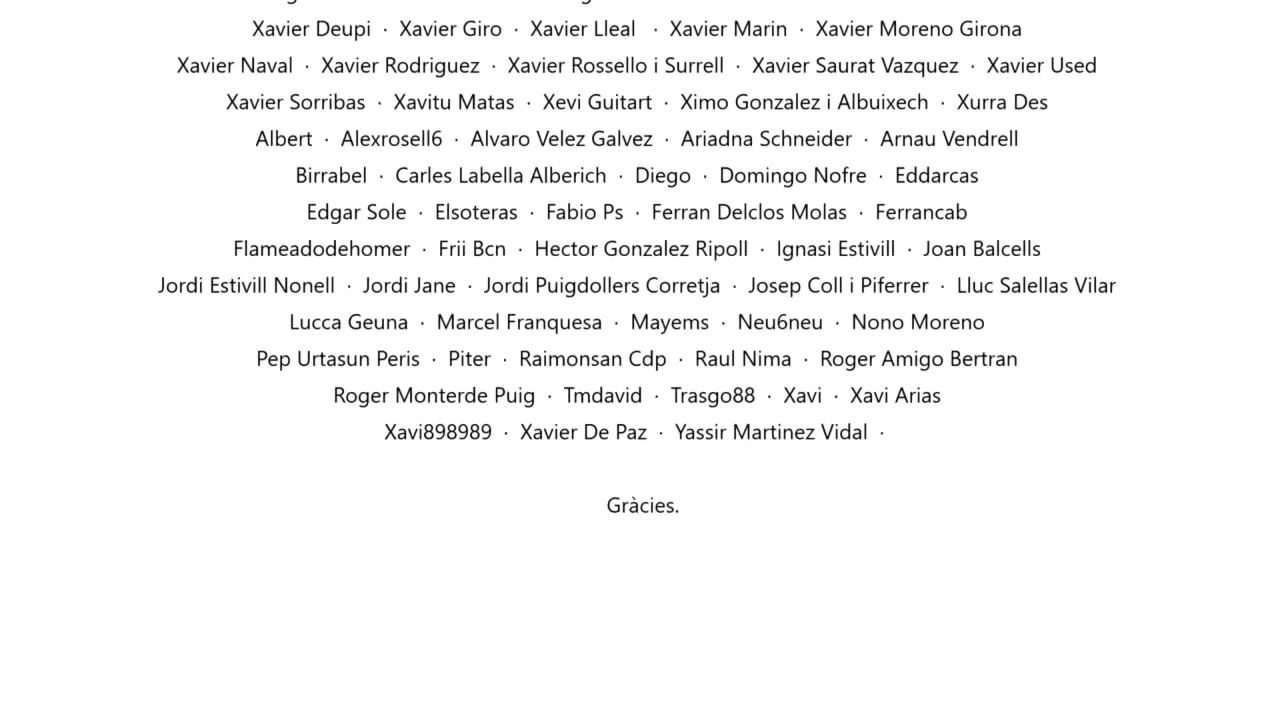 Xavier Deupi · Xavier Giro · Xavier Lleal · Xavier Marin · Xavier Moreno Girona
Xavier Naval · Xavier Rodriguez · Xavier Rossello i Surrell · Xavier Saurat Vazquez · Xavier Used
Xavier Sorribas · Xavitu Matas · Xevi Guitart · Ximo Gonzalez i Albuixech · Xurra Des
Albert · Alexrosell6 · Alvaro Velez Galvez · Ariadna Schneider · Arnau Vendrell
Birrabel · Carles Labella Alberich · Diego · Domingo Nofre · Eddarcas
Edgar Sole · Elsoteras · Fabio Ps · Ferran Delclos Molas · Ferrancab
Flameadodehomer · Frii Bcn · Hector Gonzalez Ripoll · Ignasi Estivill · Joan Balcells
Jordi Estivill Nonell · Jordi Jane · Jordi Puigdollers Corretja · Josep Coll i Piferrer · Lluc Salellas Vilar
Lucca Geuna · Marcel Franquesa · Mayems · Neu6neu · Nono Moreno
Pep Urtasun Peris · Piter · Raimonsan Cdp · Raul Nima · Roger Amigo Bertran
Roger Monterde Puig · Tmdavid · Trasgo88 · Xavi · Xavi Arias
Xavi898989 · Xavier De Paz · Yassir Martinez Vidal ·
Gràcies.